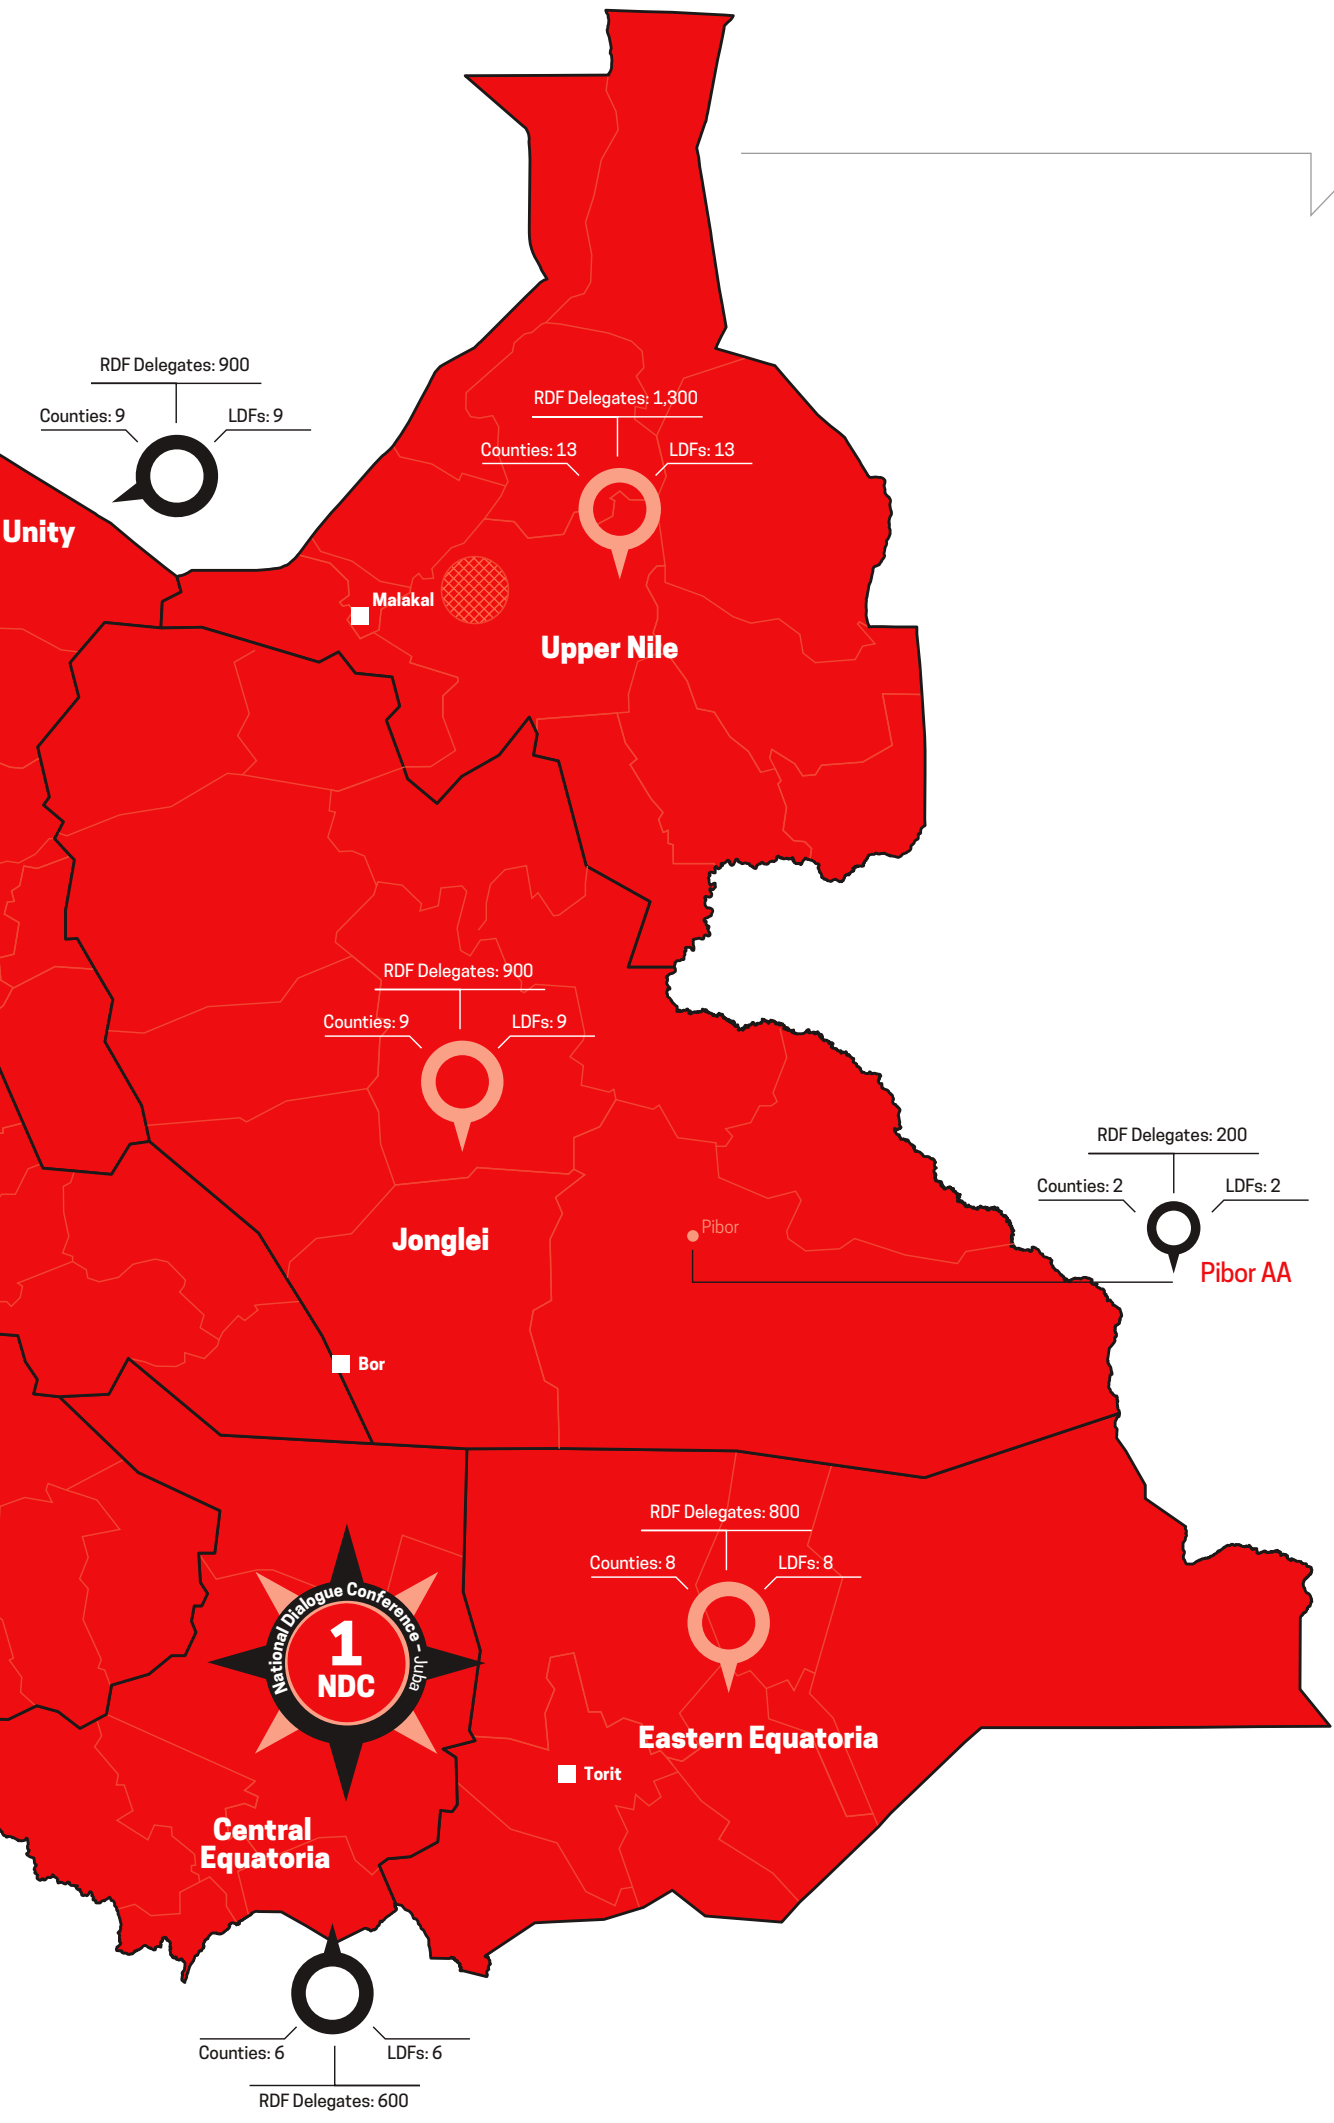 RDF Delegates: 900
Counties: 9
LDFs: 9
Unity
RDF Delegates: 1,300
Counties: 13
LDFs: 13
Malakal
Upper Nile
RDF Delegates: 900
Counties: 9
LDFs: 9
Jonglei
Pibor
RDF Delegates: 200
Counties: 2
LDFs: 2
Pibor AA
Bor
RDF Delegates: 800
Counties: 8
LDFs: 8
National Dialogue Conference – Juba
1
NDC
Eastern Equatoria
Torit
Central
Equatoria
Counties: 6
LDFs: 6
RDF Delegates: 600